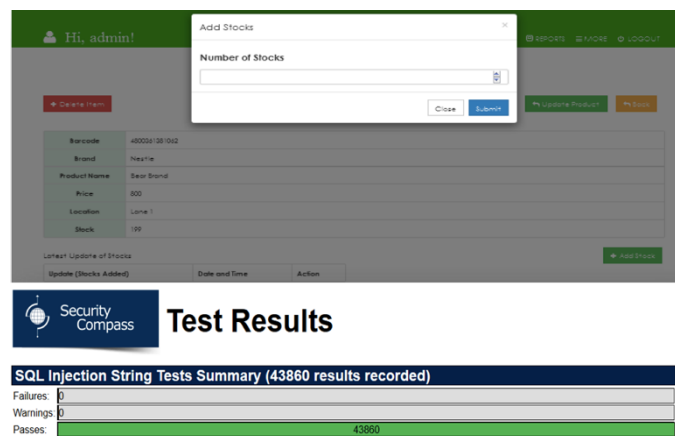 Add Stocks ×
Hi, admin!
REPORTS MORE LOGOUT
Number of Stocks
Close Submit
+ Delete Item Update Product Back
Barcode 4800361381062
Brand Nestle
Product Name Bear Brand
Price 800
Location Lane 1
Stock 199
Latest Update of Stocks + Add Stock
Update (Stocks Added) Date and Time Action
Security
Compass
Test Results
SQL Injection String Tests Summary (43860 results recorded)
Failures: 0
Warnings: 0
Passes: 43860